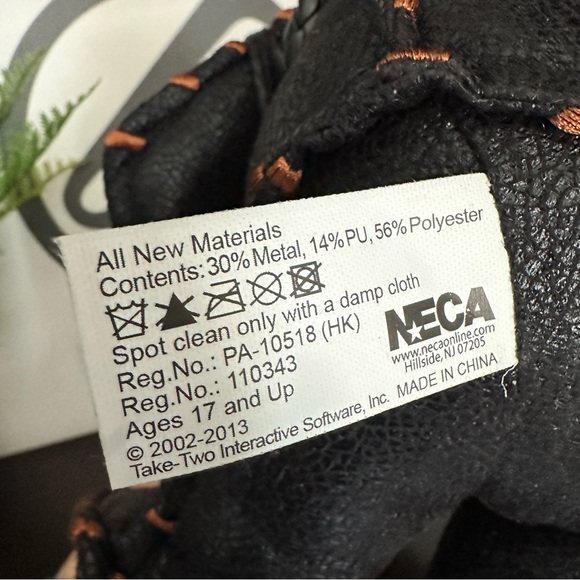 All New Materials
Contents: 30% Metal, 14% PU, 56% Polyester
Spot clean only with a damp cloth
Reg.No.: PA-10518 (HK)
Reg.No.: 110343
Ages 17 and Up
© 2002-2013
Take-Two Interactive Software, Inc.
NECA
www.necaonline.com
Hillside, NJ 07205
MADE IN CHINA